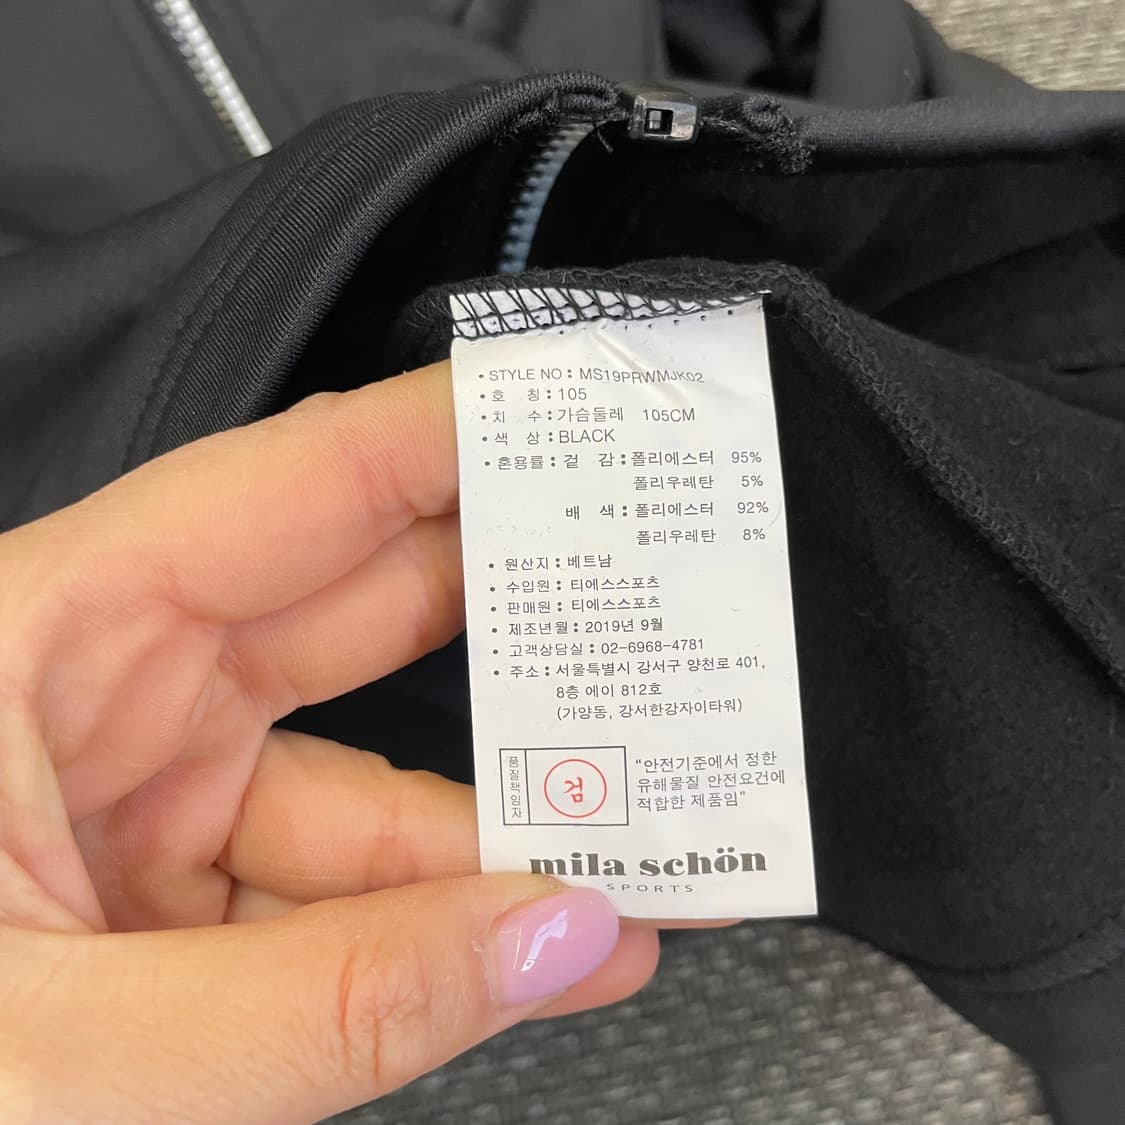 • STYLE NO : MS19PRWMJK02
• 호 칭 : 105
• 치 수 : 가슴둘레 105CM
• 색 상 : BLACK
• 혼용률 : 겉 감 : 폴리에스터 95%
폴리우레탄 5%
배 색 : 폴리에스터 92%
폴리우레탄 8%
• 원산지 : 베트남
• 수입원 : 티에스스포츠
• 판매원 : 티에스스포츠
• 제조년월 : 2019년 9월
• 고객상담실 : 02-6968-4781
• 주소 : 서울특별시 강서구 양천로 401,
8층 에이 812호
(가양동, 강서한강자이타워)
품질책임자
검
“안전기준에서 정한
유해물질 안전요건에
적합한 제품임”
mila schön
SPORTS